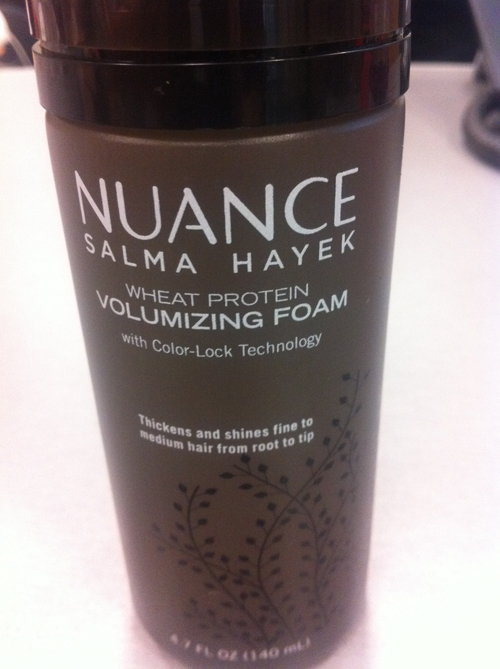 NUANCE
SALMA HAYEK
WHEAT PROTEIN
VOLUMIZING FOAM
with Color-Lock Technology
Thickens and shines fine to
medium hair from root to tip
4.7 FL OZ (140 mL)